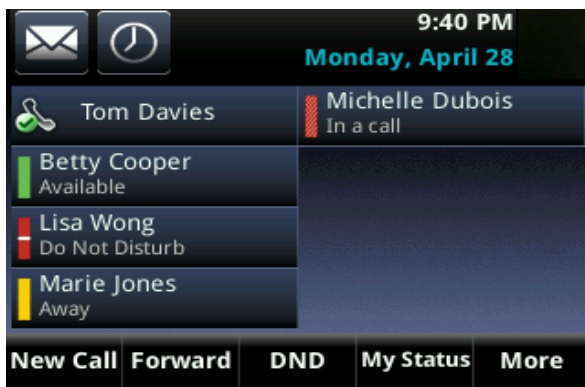 9:40 PM
Monday, April 28
Tom Davies
Michelle Dubois
In a call
Betty Cooper
Available
Lisa Wong
Do Not Disturb
Marie Jones
Away
New Call Forward DND My Status More